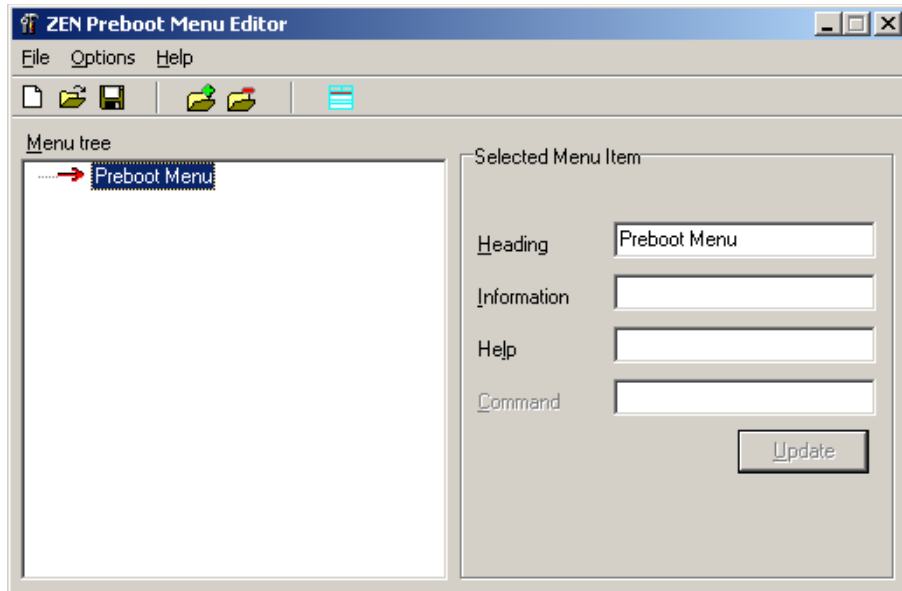 ZEN Preboot Menu Editor
File Options Help
Menu tree
Preboot Menu
Selected Menu Item
Heading Preboot Menu
Information
Help
Command
Update